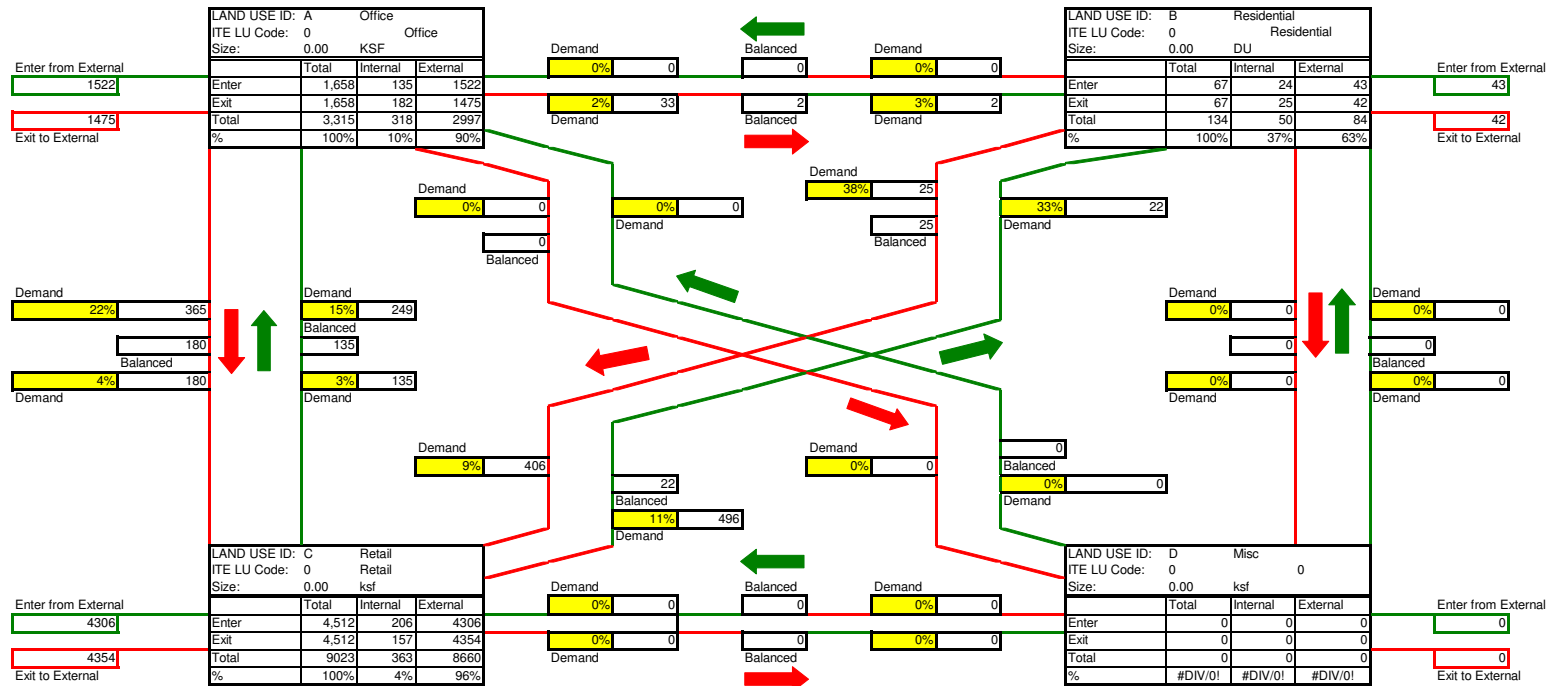 LAND USE ID: A Office
ITE LU Code: 0 Office
Size: 0.00 KSF
Total Internal External
Enter 1,658 135 1522
Exit 1,658 182 1475
Total 3,315 318 2997
% 100% 10% 90%
Enter from External
1522
1475
Exit to External
Demand Balanced Demand
0% 0 0 0% 0
2% 33 2 3% 2
Demand Balanced Demand
LAND USE ID: B Residential
ITE LU Code: 0 Residential
Size: 0.00 DU
Total Internal External
Enter 67 24 43
Exit 67 25 42
Total 134 50 84
% 100% 37% 63%
Enter from External
43
42
Exit to External
Demand
0% 0
0
Balanced
0% 0
Demand
Demand
38% 25
25
Balanced
33% 22
Demand
Demand
22% 365
180
Balanced
4% 180
Demand
Demand
15% 249
Balanced
135
3% 135
Demand
Demand
0% 0
0
0% 0
Demand
Demand
0% 0
0
Balanced
0% 0
Demand
Demand
9% 406
22
Balanced
11% 496
Demand
Demand
0% 0
0
Balanced
0% 0
Demand
LAND USE ID: C Retail
ITE LU Code: 0 Retail
Size: 0.00 ksf
Total Internal External
Enter 4,512 206 4306
Exit 4,512 157 4354
Total 9023 363 8660
% 100% 4% 96%
Enter from External
4306
4354
Exit to External
Demand Balanced Demand
0% 0 0 0% 0
0% 0 0 0% 0
Demand Balanced Demand
LAND USE ID: D Misc
ITE LU Code: 0 0
Size: 0.00 ksf
Total Internal External
Enter 0 0 0
Exit 0 0 0
Total 0 0 0
% #DIV/0! #DIV/0! #DIV/0!
Enter from External
0
0
Exit to External